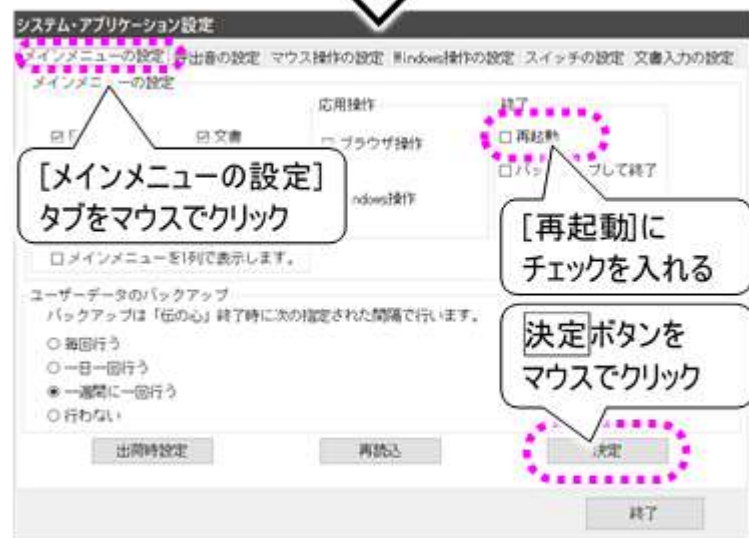 システム・アプリケーション設定
メインメニューの設定 呼出音の設定 マウス操作の設定 Windows操作の設定 スイッチの設定 文書入力の設定
メインメニューの設定
応用操作 終了
文書 ブラウザ操作 再起動
プして終了
ndows操作
[メインメニューの設定]
タブをマウスでクリック
[再起動]に
チェックを入れる
メインメニューを1列で表示します。
ユーザーデータのバックアップ
バックアップは「伝の心」終了時に次の指定された間隔で行います。
毎回行う
一日一回行う
一週間に一回行う
行わない
決定ボタンを
マウスでクリック
出荷時設定 再読込 決定
終了